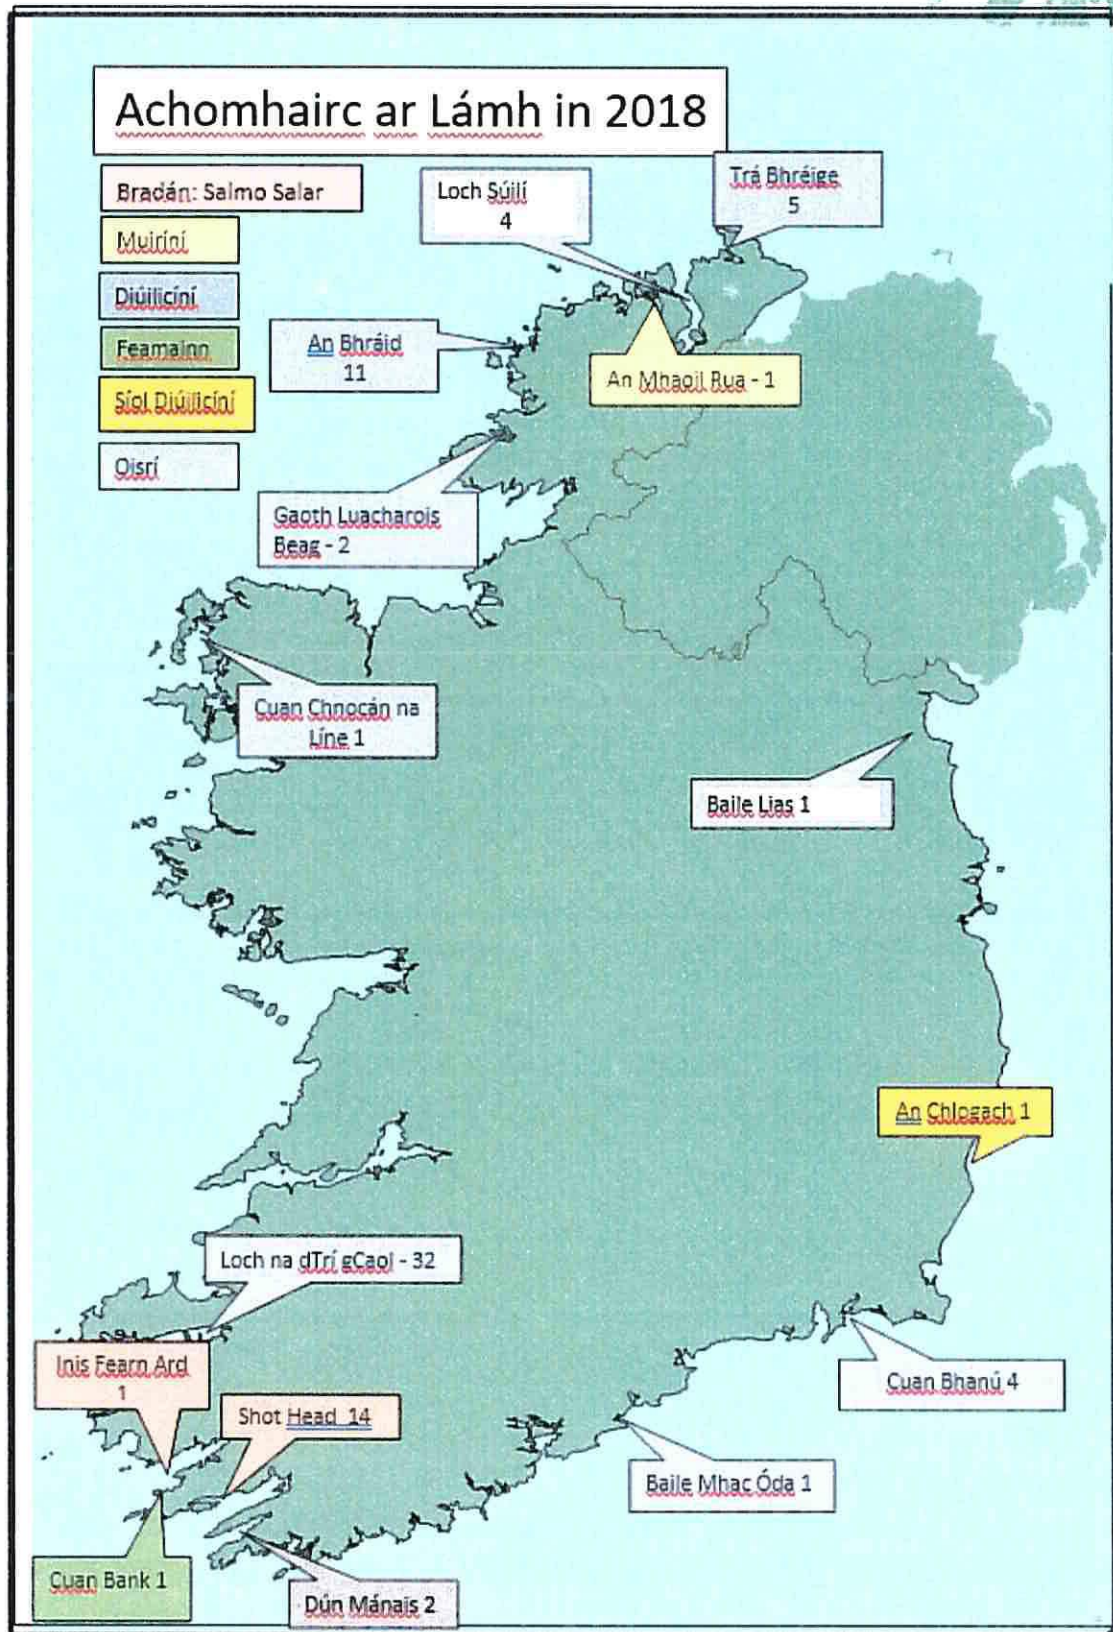 Achomhairc ar Lámh in 2018
Bradán: Salmo Salar
Muiríní
Diúilicíní
Feamainn
Síol Diúilicíní
Oisrí
Loch Súilí
4
Trá Bhréige
5
An Bhráid
11
An Mhaoil Rua - 1
Gaoth Luacharois
Beag - 2
Cuan Chnocán na
Líne 1
Baile Lias 1
An Chlogach 1
Loch na dTrí gCaol - 32
Inis Fearn Ard
1
Shot Head 14
Cuan Bhanú 4
Baile Mhac Óda 1
Cuan Bank 1
Dún Mánais 2